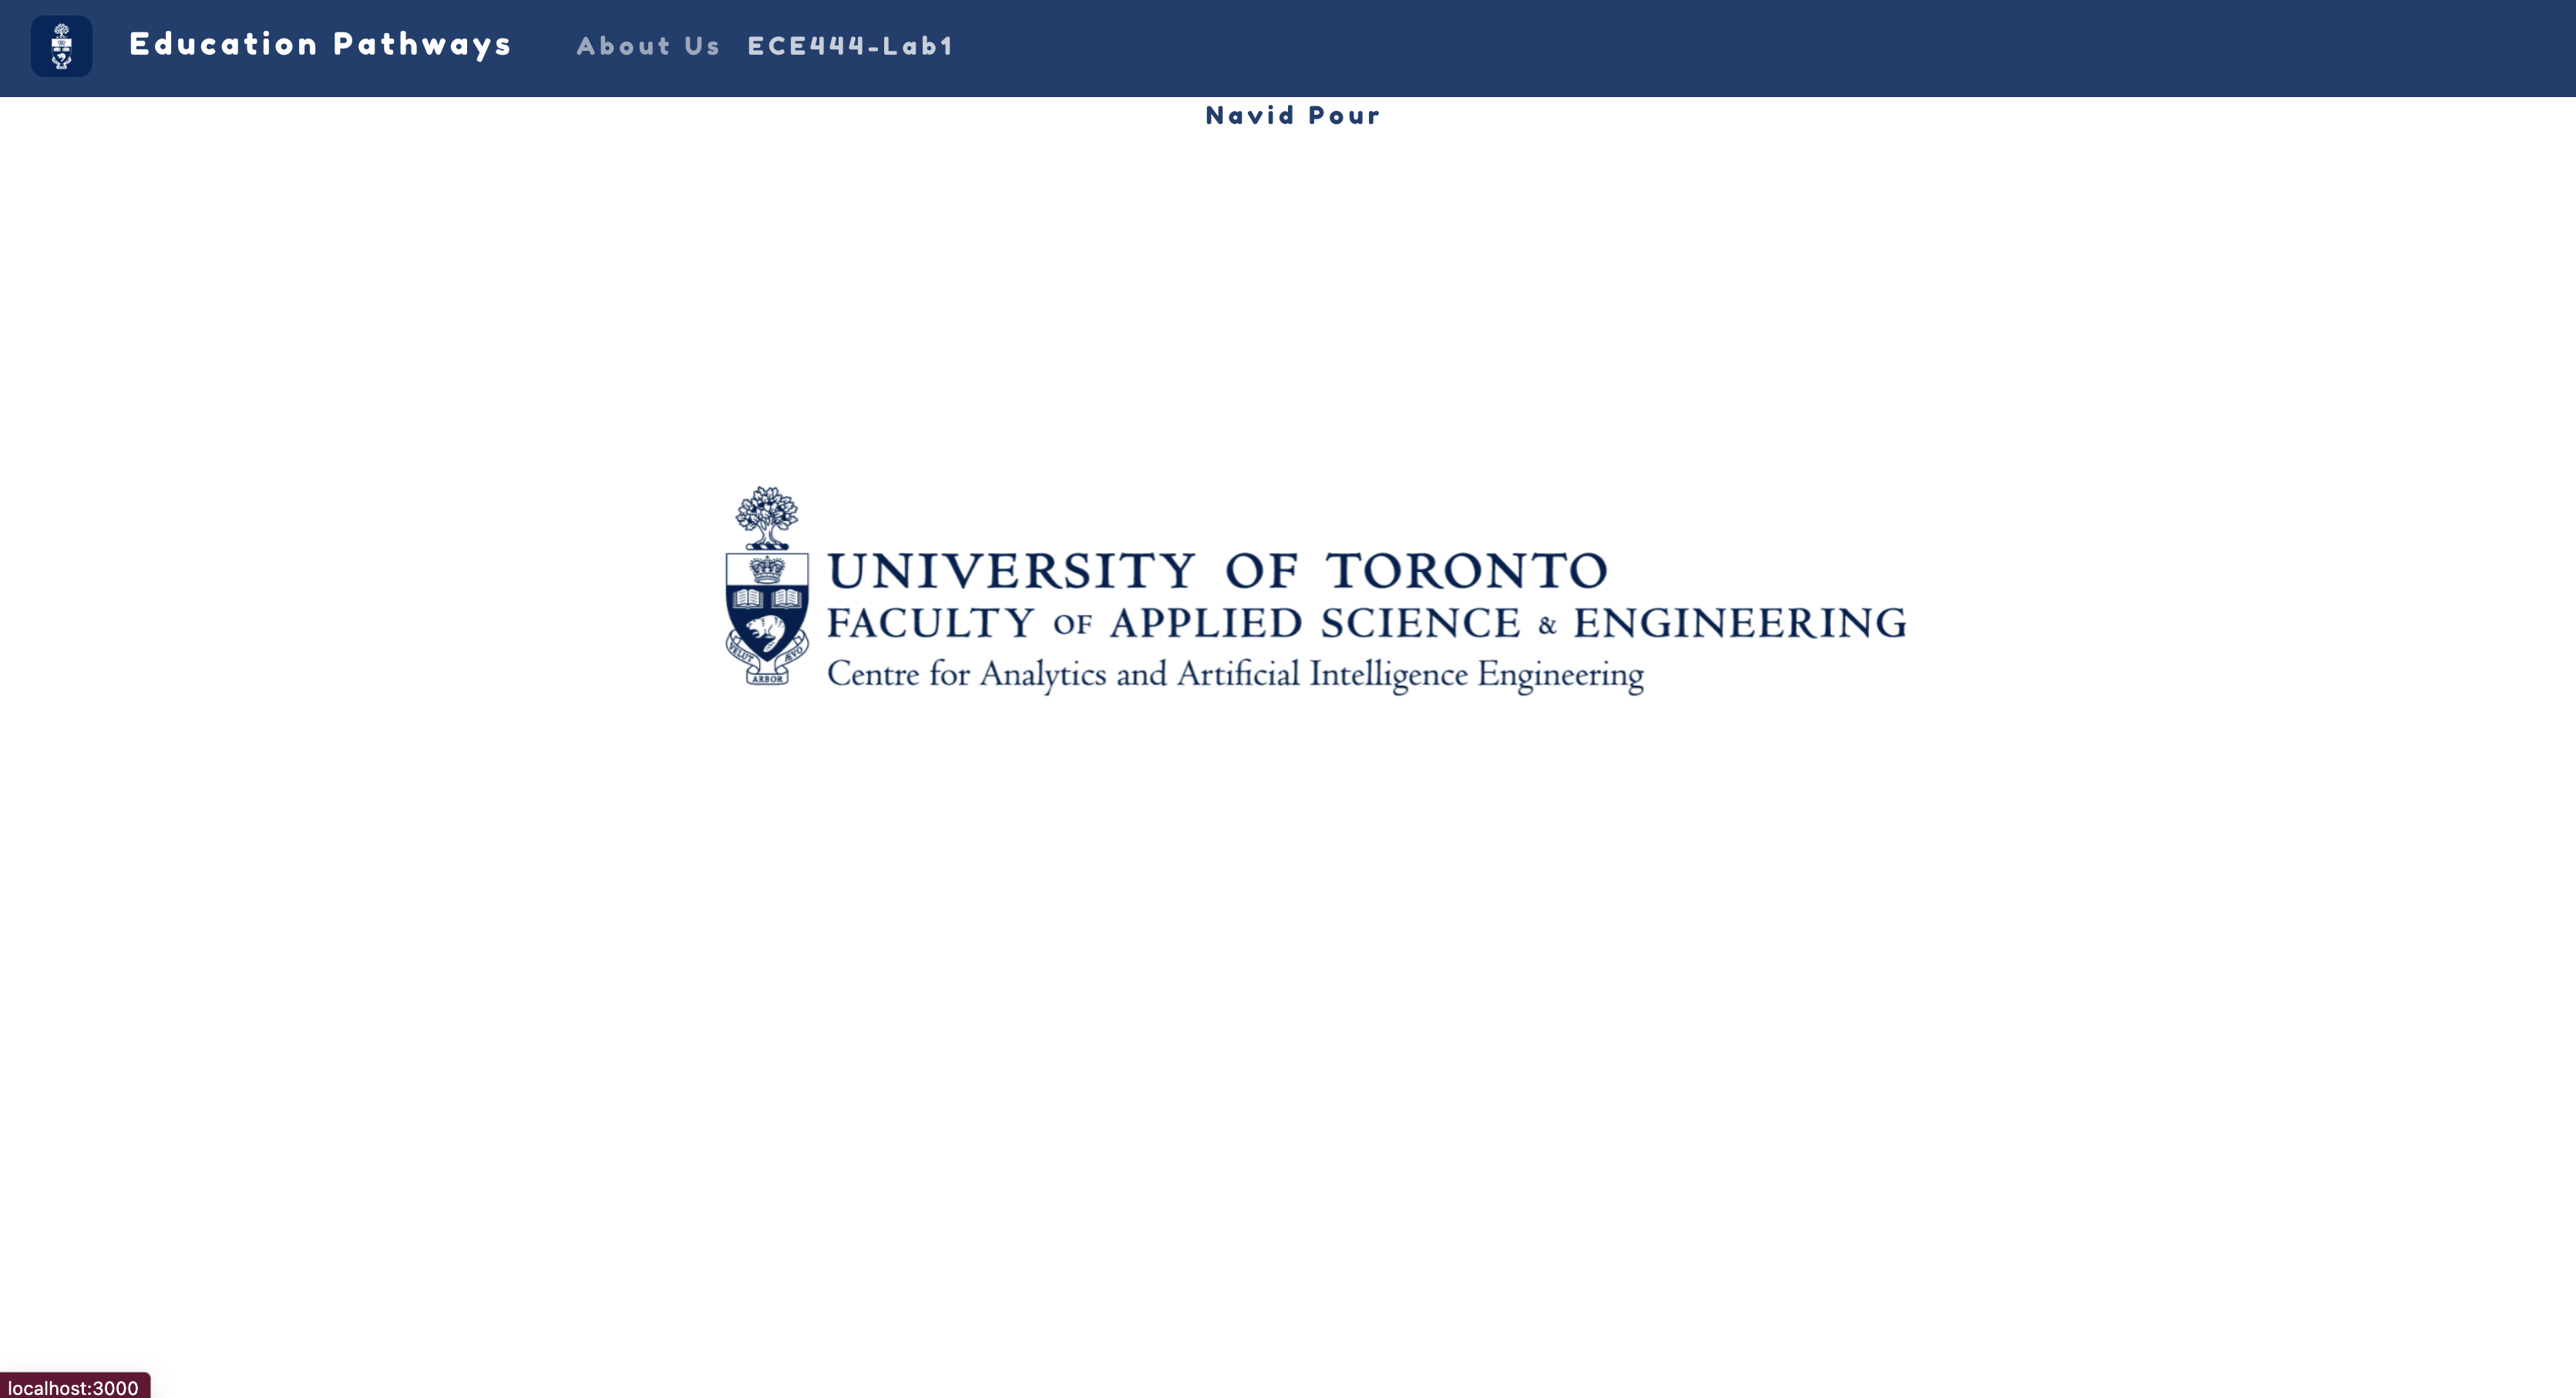 Education Pathways About Us ECE444-Lab1
Navid Pour
UNIVERSITY OF TORONTO
FACULTY OF APPLIED SCIENCE & ENGINEERING
Centre for Analytics and Artificial Intelligence Engineering
VELUT ARBOR ÆVO
localhost:3000